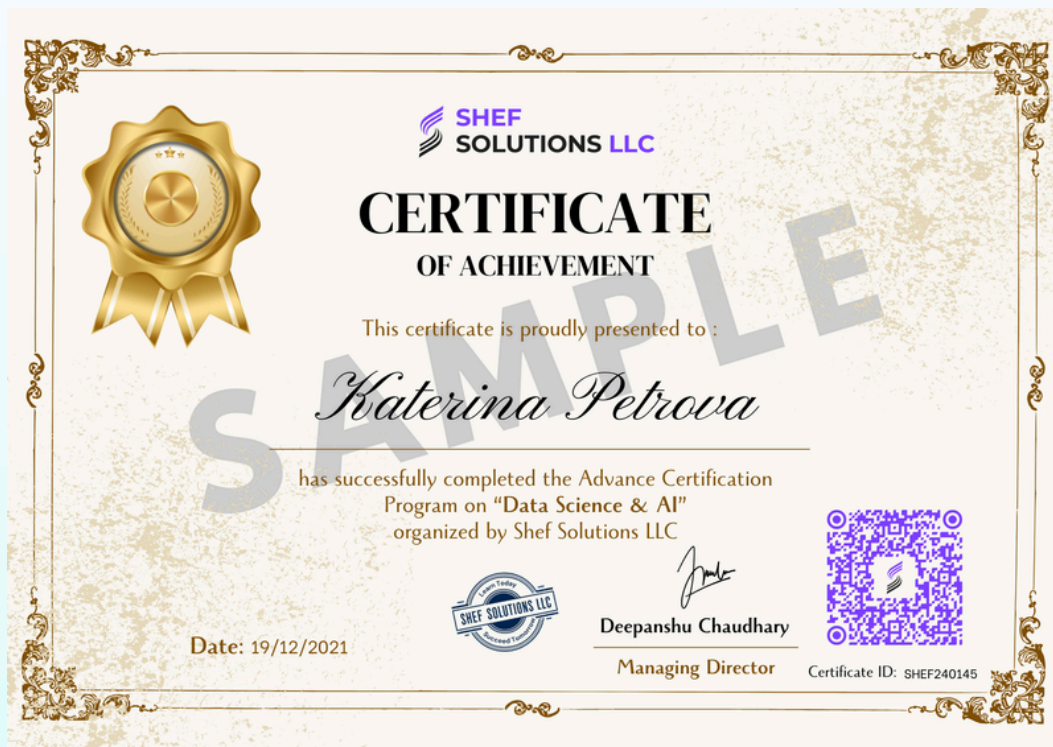 SHEF
SOLUTIONS LLC
CERTIFICATE
OF ACHIEVEMENT
This certificate is proudly presented to :
SAMPLE
Katerina Petrova
has successfully completed the Advance Certification
Program on “Data Science & AI”
organized by Shef Solutions LLC
Learn Today
SHEF SOLUTIONS LLC
Succeed Tomorrow
Deepanshu Chaudhary
Date: 19/12/2021
Managing Director
Certificate ID: SHEF240145